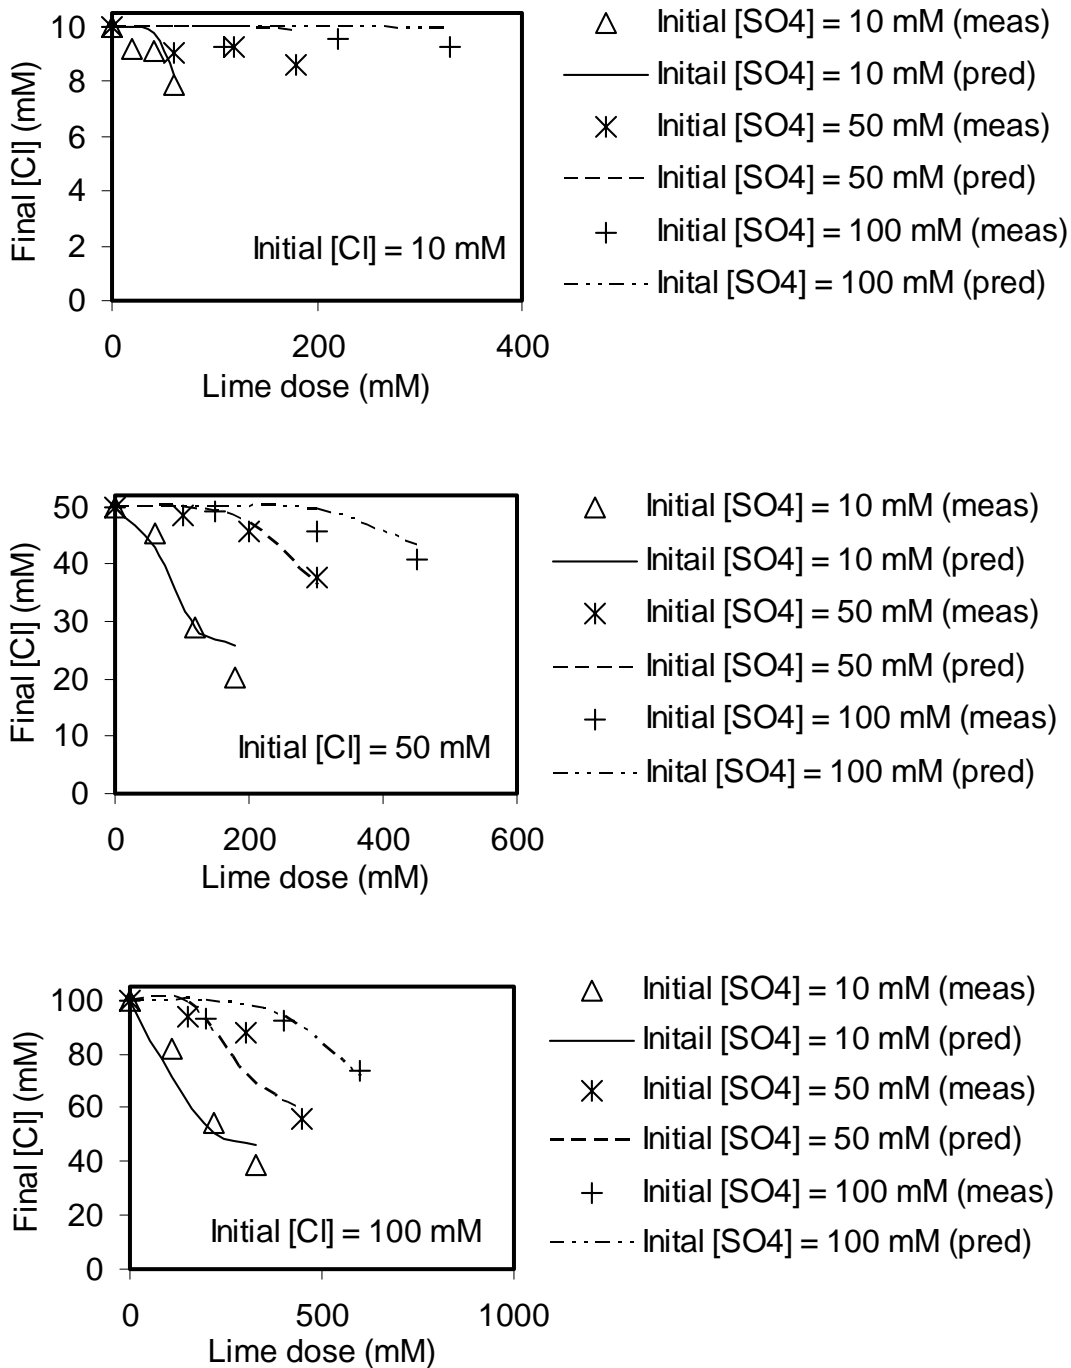 10
8
6
4
2
0
Final [Cl] (mM)
Initial [Cl] = 10 mM
0 200 400
Lime dose (mM)
Initial [SO4] = 10 mM (meas)
Initail [SO4] = 10 mM (pred)
Initial [SO4] = 50 mM (meas)
Initial [SO4] = 50 mM (pred)
Initial [SO4] = 100 mM (meas)
Inital [SO4] = 100 mM (pred)
50
40
30
20
10
0
Final [Cl] (mM)
Initial [Cl] = 50 mM
0 200 400 600
Lime dose (mM)
Initial [SO4] = 10 mM (meas)
Initail [SO4] = 10 mM (pred)
Initial [SO4] = 50 mM (meas)
Initial [SO4] = 50 mM (pred)
Initial [SO4] = 100 mM (meas)
Inital [SO4] = 100 mM (pred)
100
80
60
40
20
0
Final [Cl] (mM)
Initial [Cl] = 100 mM
0 500 1000
Lime dose (mM)
Initial [SO4] = 10 mM (meas)
Initail [SO4] = 10 mM (pred)
Initial [SO4] = 50 mM (meas)
Initial [SO4] = 50 mM (pred)
Initial [SO4] = 100 mM (meas)
Inital [SO4] = 100 mM (pred)